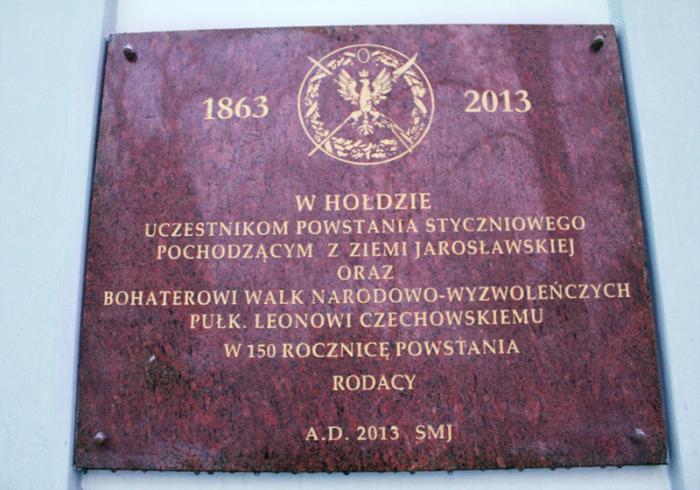 1863 2013
W HOŁDZIE
UCZESTNIKOM POWSTANIA STYCZNIOWEGO
POCHODZĄCYM Z ZIEMI JAROSŁAWSKIEJ
ORAZ
BOHATEROWI WALK NARODOWO-WYZWOLEŃCZYCH
PUŁK. LEONOWI CZECHOWSKIEMU
W 150 ROCZNICĘ POWSTANIA
RODACY
A.D. 2013 SMJ